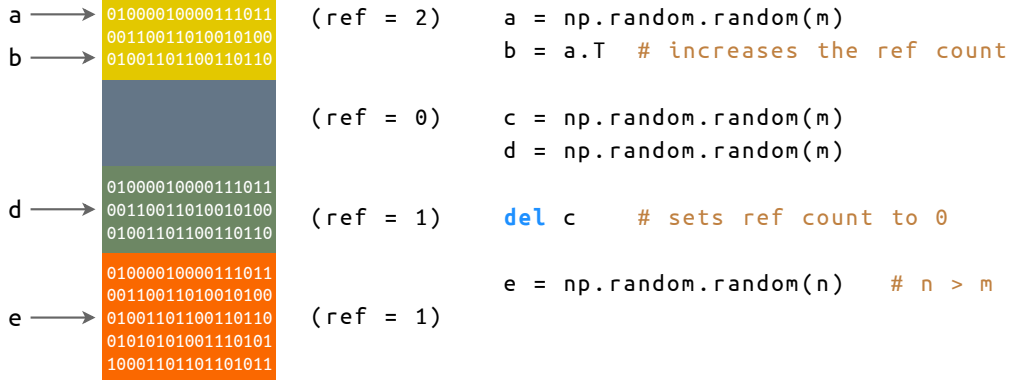 a 01000010000111011 (ref = 2) a = np.random.random(m)
00110011010010100
b 01001101100110110 b = a.T # increases the ref count
(ref = 0) c = np.random.random(m)
d = np.random.random(m)
01000010000111011
d 00110011010010100 (ref = 1) del c # sets ref count to 0
01001101100110110
01000010000111011 e = np.random.random(n) # n > m
00110011010010100
e 01001101100110110 (ref = 1)
01010101001110101
10001101101101011